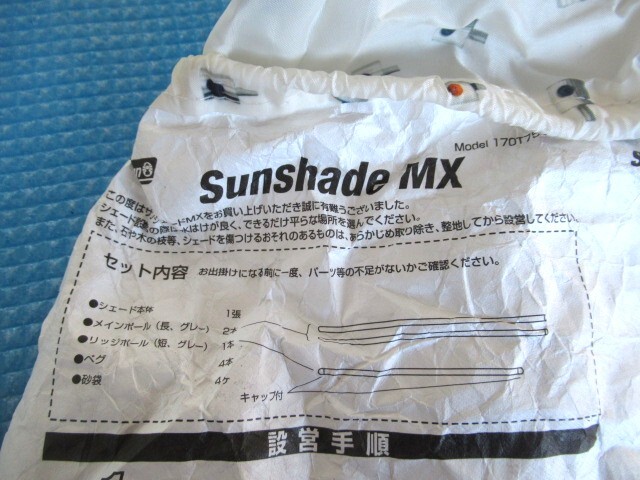 Model 170T7
Sunshade MX
この度はサンシェードMXをお買い上げいただき誠に有難うございました。
シェード設営の際には水はけが良く、できるだけ平らな場所を選んでください。
また、石や木の枝等、シェードを傷つけるおそれのあるものは、あらかじめ取り除き、整地してから設営してください。
セット内容 お出掛けになる前に一度、パーツ等の不足がないかご確認ください。
●シェード本体 1張
●メインポール（長、グレー） 2本
●リッジポール（短、グレー） 1本
●ペグ 4本
●砂袋 4ケ
キャップ付
設営手順